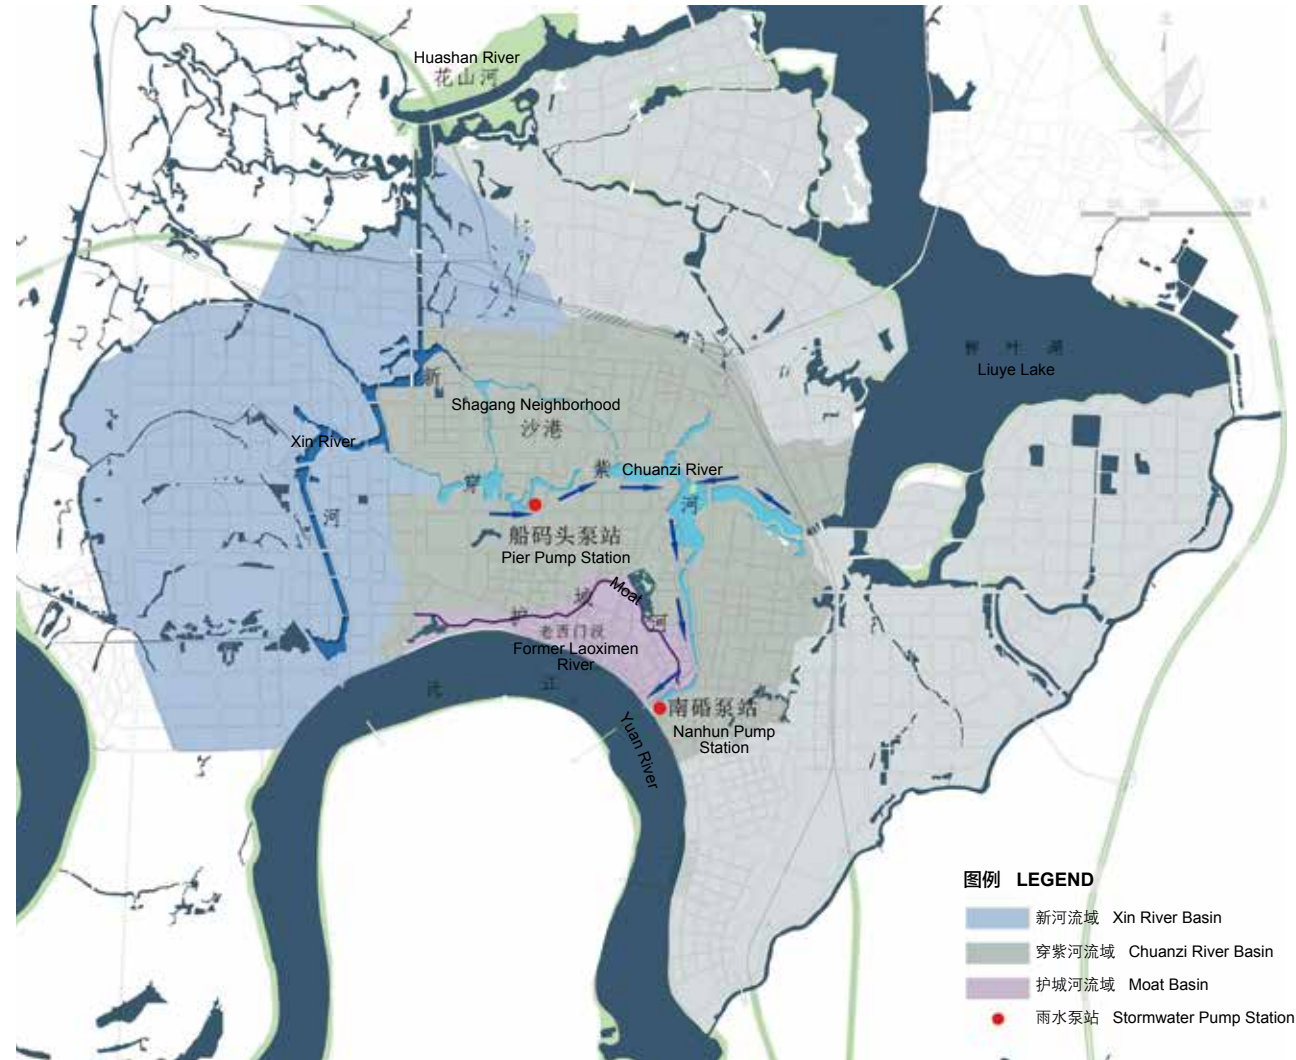 北
Huashan River
花山河
柳叶湖
Liuye Lake
新
Shagang Neighborhood
沙港
Xin River
河
穿
紫
Chuanzi River
河
船码头泵站
Pier Pump Station
护
城
Moat
河
老西门段
Former Laoximen
River
沅
江
南碈泵站
Nanhun Pump
Station
Yuan River
图例 LEGEND
新河流域 Xin River Basin
穿紫河流域 Chuanzi River Basin
护城河流域 Moat Basin
雨水泵站 Stormwater Pump Station